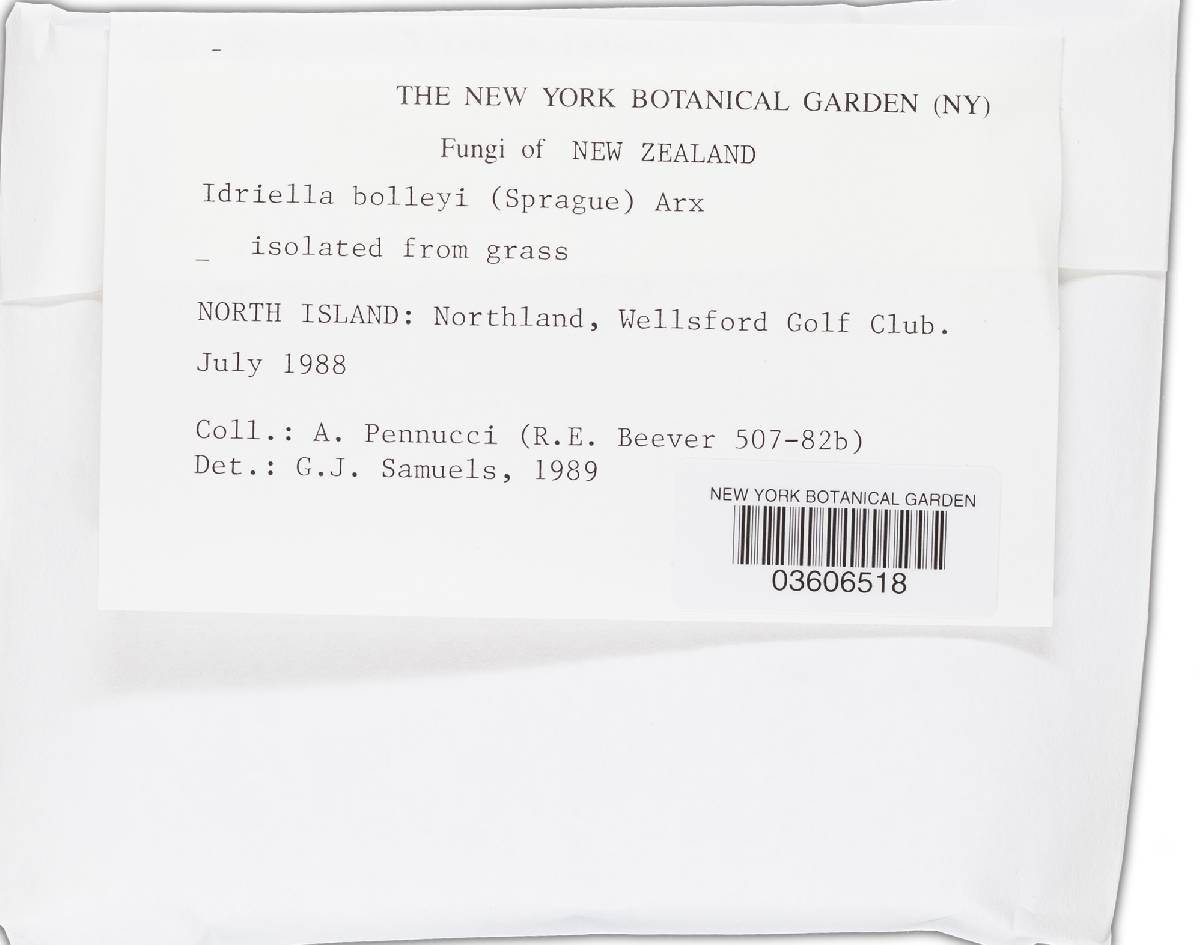 THE NEW YORK BOTANICAL GARDEN (NY)
Fungi of NEW ZEALAND
Idriella bolleyi (Sprague) Arx
isolated from grass
NORTH ISLAND: Northland, Wellsford Golf Club.
July 1988
Coll.: A. Pennucci (R.E. Beever 507-82b)
Det.: G.J. Samuels, 1989
NEW YORK BOTANICAL GARDEN
03606518